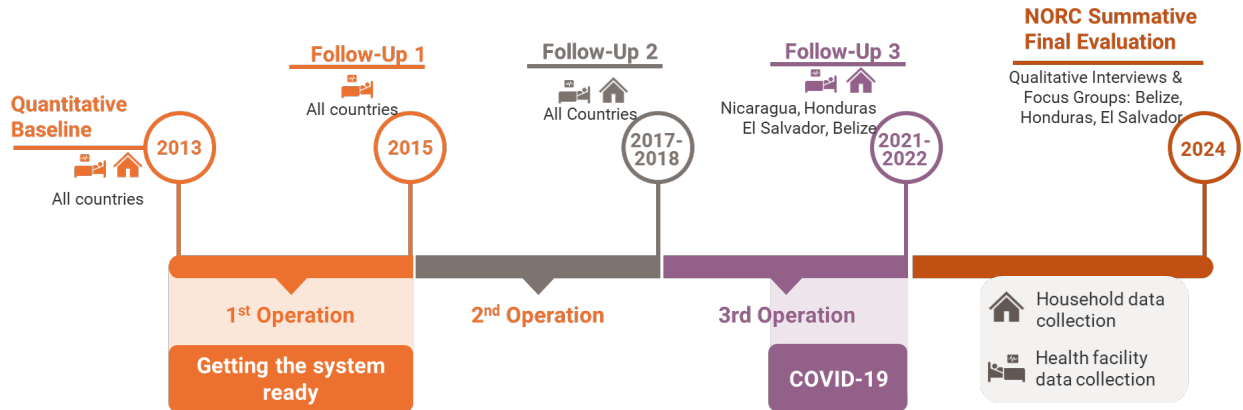 Quantitative
Baseline
2013
All countries
Follow-Up 1
All countries
2015
Follow-Up 2
All Countries
2017-
2018
Follow-Up 3
Nicaragua, Honduras
El Salvador, Belize
2021-
2022
NORC Summative
Final Evaluation
Qualitative Interviews &
Focus Groups: Belize,
Honduras, El Salvador
2024
1st Operation
2nd Operation
3rd Operation
Getting the system
ready
COVID-19
Household data
collection
Health facility
data collection